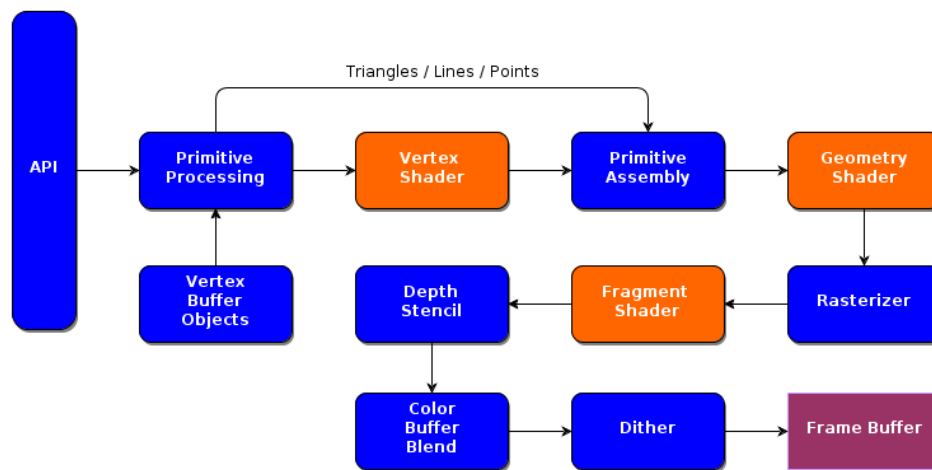 Triangles / Lines / Points
API
Primitive
Processing
Vertex
Shader
Primitive
Assembly
Geometry
Shader
Vertex
Buffer
Objects
Depth
Stencil
Fragment
Shader
Rasterizer
Color
Buffer
Blend
Dither
Frame Buffer